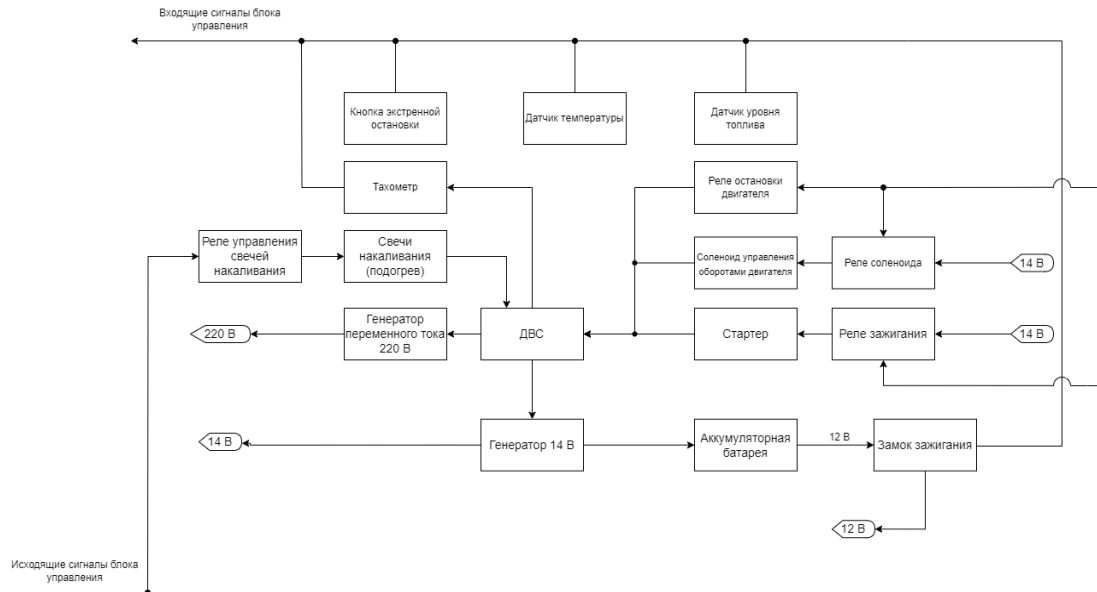 Входящие сигналы блока
управления
Кнопка экстренной
остановки
Датчик температуры
Датчик уровня
топлива
Тахометр
Реле остановки
двигателя
Реле управления
свечей
накаливания
Свечи
накаливания
(подогрев)
Соленоид управления
оборотами двигателя
Реле соленоида
14 В
220 В
Генератор
переменного тока
220 В
ДВС
Стартер
Реле зажигания
14 В
14 В
Генератор 14 В
Аккумуляторная
батарея
12 В
Замок зажигания
12 В
Исходящие сигналы блока
управления